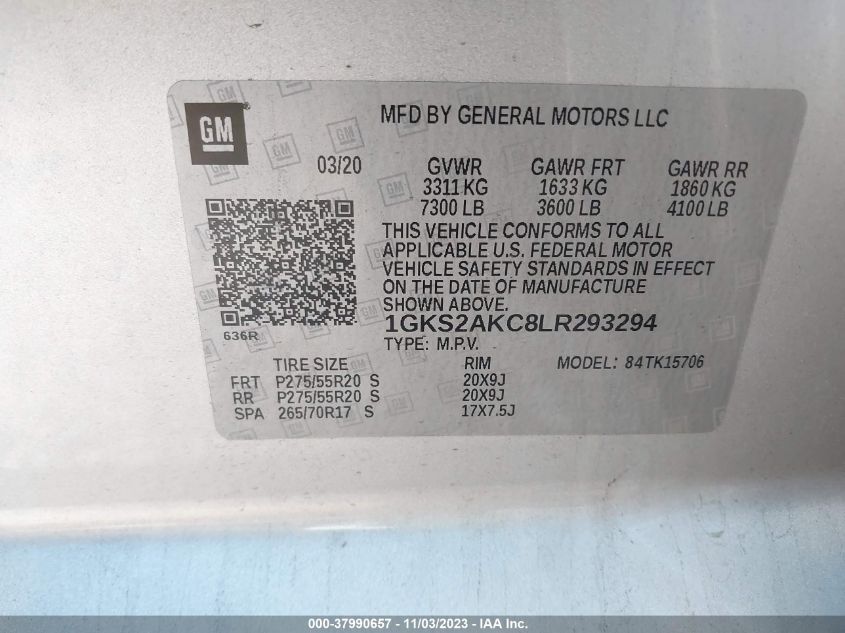 GM
MFD BY GENERAL MOTORS LLC
03/20 GVWR GAWR FRT GAWR RR
3311 KG 1633 KG 1860 KG
7300 LB 3600 LB 4100 LB
THIS VEHICLE CONFORMS TO ALL
APPLICABLE U.S. FEDERAL MOTOR
VEHICLE SAFETY STANDARDS IN EFFECT
ON THE DATE OF MANUFACTURE
SHOWN ABOVE.
1GKS2AKC8LR293294
636R
TYPE: M.P.V.
TIRE SIZE RIM MODEL: 84TK15706
FRT P275/55R20 S 20X9J
RR P275/55R20 S 20X9J
SPA 265/70R17 S 17X7.5J
000-37990657 - 11/03/2023 - IAA Inc.